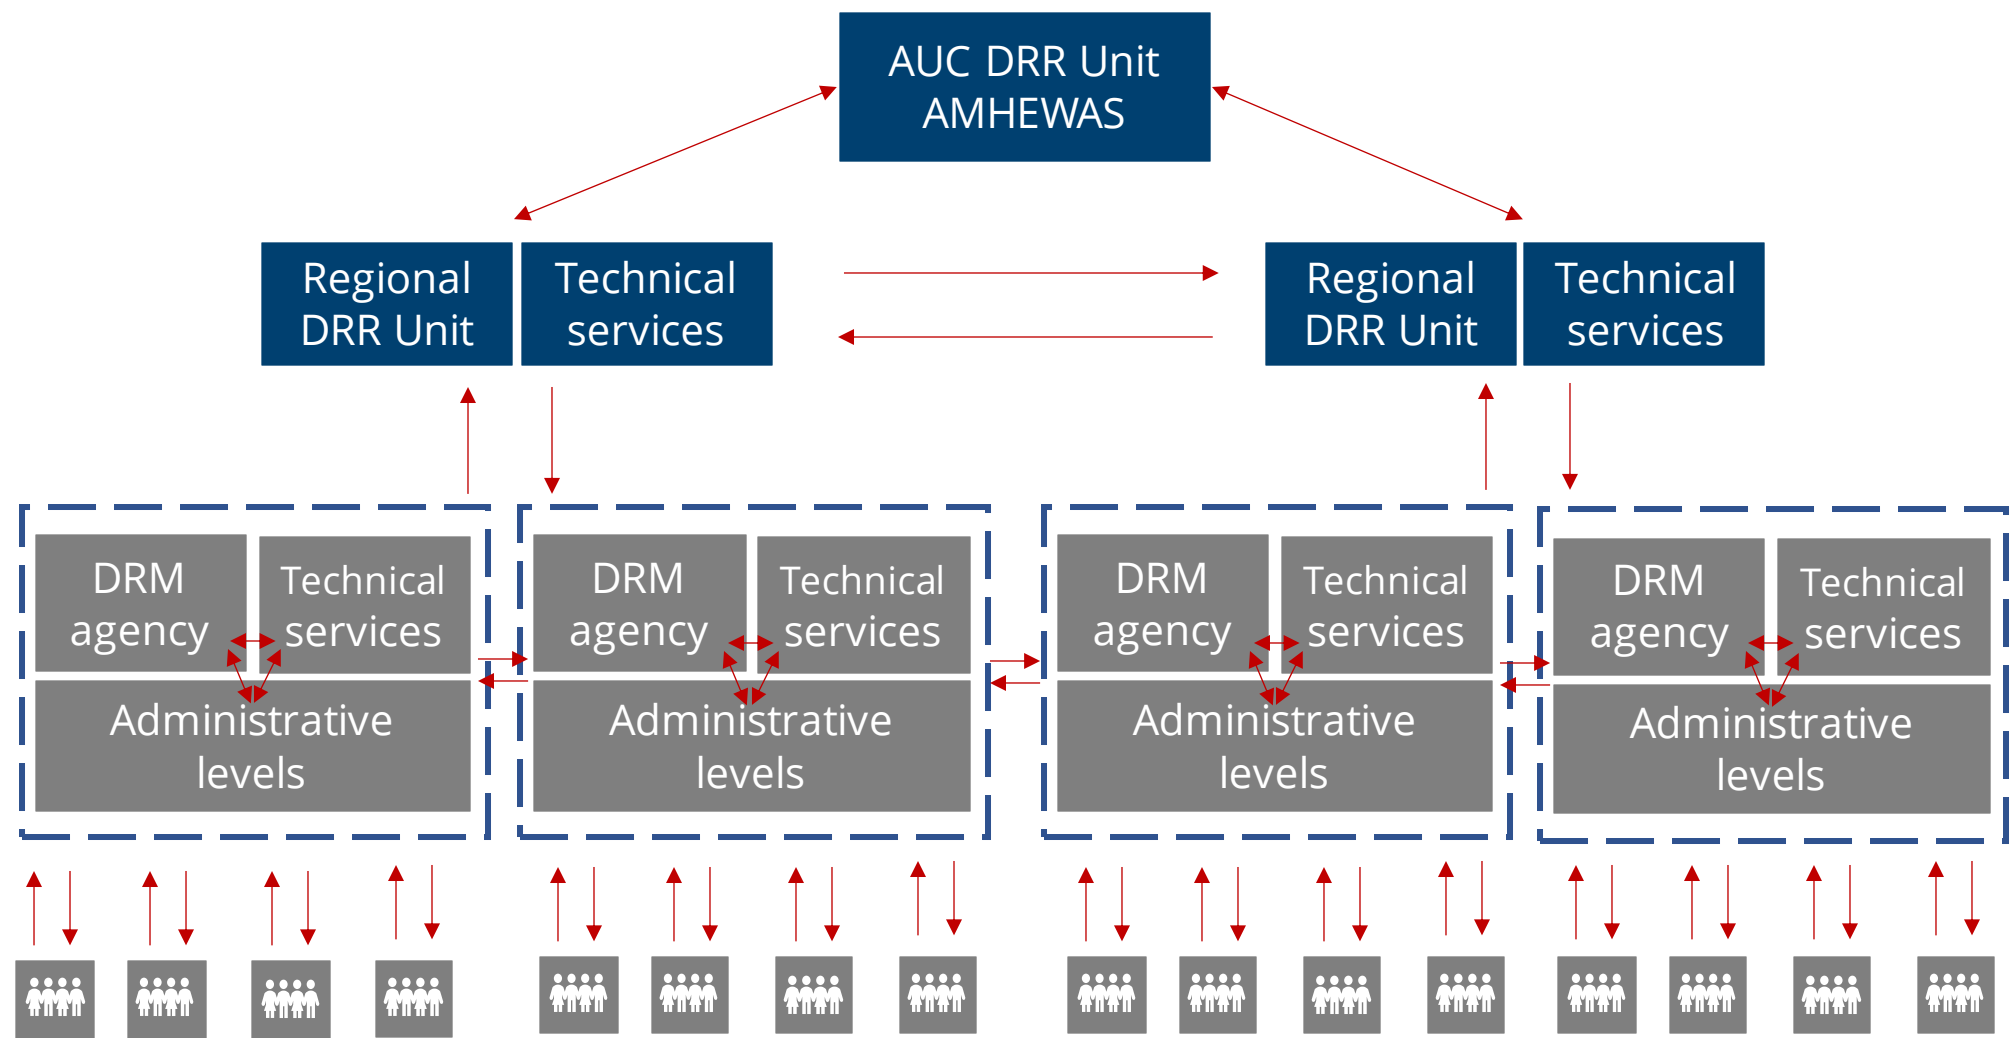 AUC DRR Unit
AMHEWAS
Regional
DRR Unit
Technical
services
Regional
DRR Unit
Technical
services
DRM
agency
Technical
services
Administrative
levels
DRM
agency
Technical
services
Administrative
levels
DRM
agency
Technical
services
Administrative
levels
DRM
agency
Technical
services
Administrative
levels